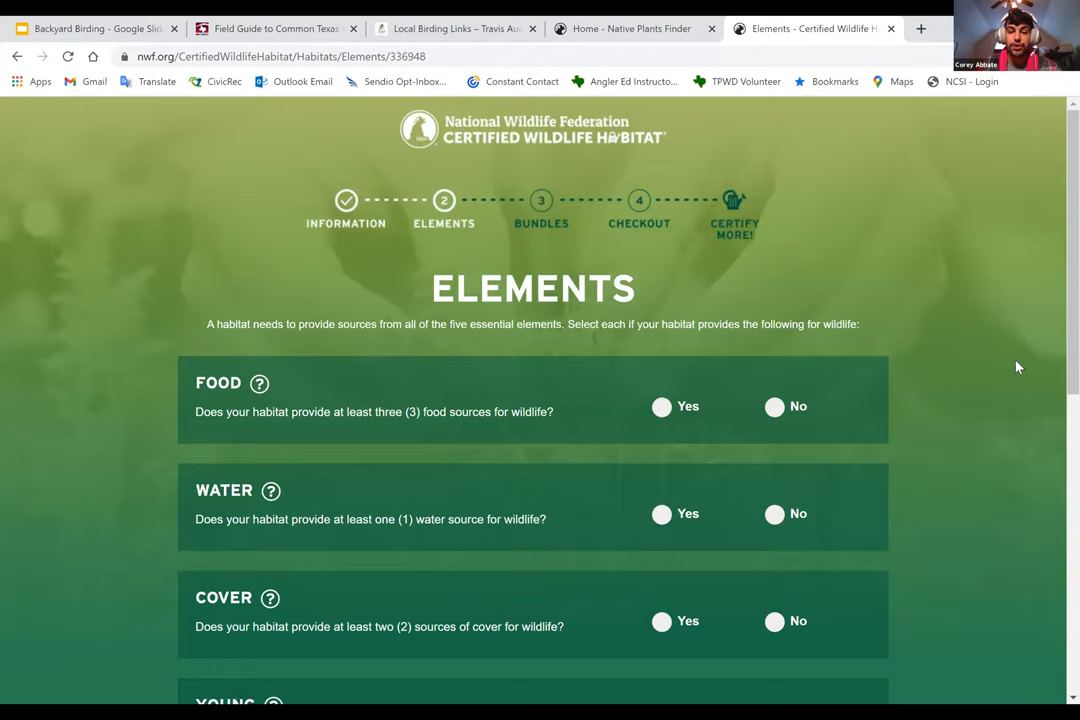 Backyard Birding - Google Slid
Field Guide to Common Texas
Local Birding Links – Travis Au
Home - Native Plants Finder
Elements - Certified Wildlife H
Corey Abbate
nwf.org/CertifiedWildlifeHabitat/Habitats/Elements/336948
Apps
Gmail
Translate
CivicRec
Outlook Email
Sendio Opt-Inbox...
Constant Contact
Angler Ed Instructo...
TPWD Volunteer
Bookmarks
Maps
NCSI - Login
National Wildlife Federation
CERTIFIED WILDLIFE HABITAT®
2
3
4
INFORMATION
ELEMENTS
BUNDLES
CHECKOUT
CERTIFY
MORE!
ELEMENTS
A habitat needs to provide sources from all of the five essential elements. Select each if your habitat provides the following for wildlife:
FOOD ?
Does your habitat provide at least three (3) food sources for wildlife?
Yes
No
WATER ?
Does your habitat provide at least one (1) water source for wildlife?
Yes
No
COVER ?
Does your habitat provide at least two (2) sources of cover for wildlife?
Yes
No
YOUNG ?